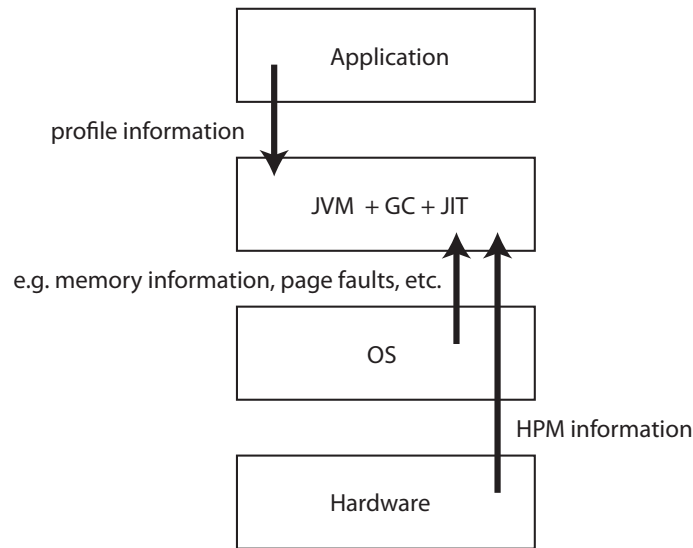 Application
profile information
JVM + GC + JIT
e.g. memory information, page faults, etc.
OS
HPM information
Hardware